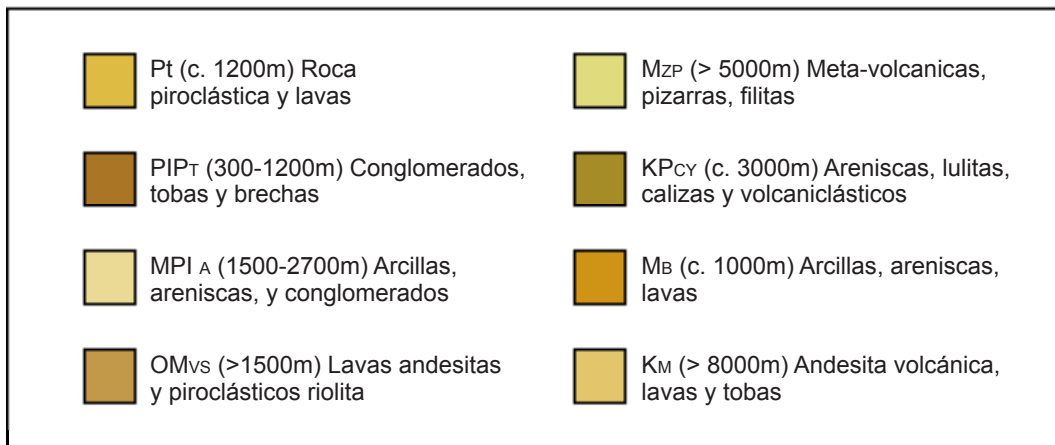 Pt (c. 1200m) Roca
piroclástica y lavas
PIPT (300-1200m) Conglomerados,
tobas y brechas
MPI A (1500-2700m) Arcillas,
areniscas, y conglomerados
OMVS (>1500m) Lavas andesitas
y piroclásticos riolita
MZP (> 5000m) Meta-volcanicas,
pizarras, filitas
KPCY (c. 3000m) Areniscas, lulitas,
calizas y volcaniclásticos
MB (c. 1000m) Arcillas, areniscas,
lavas
KM (> 8000m) Andesita volcánica,
lavas y tobas